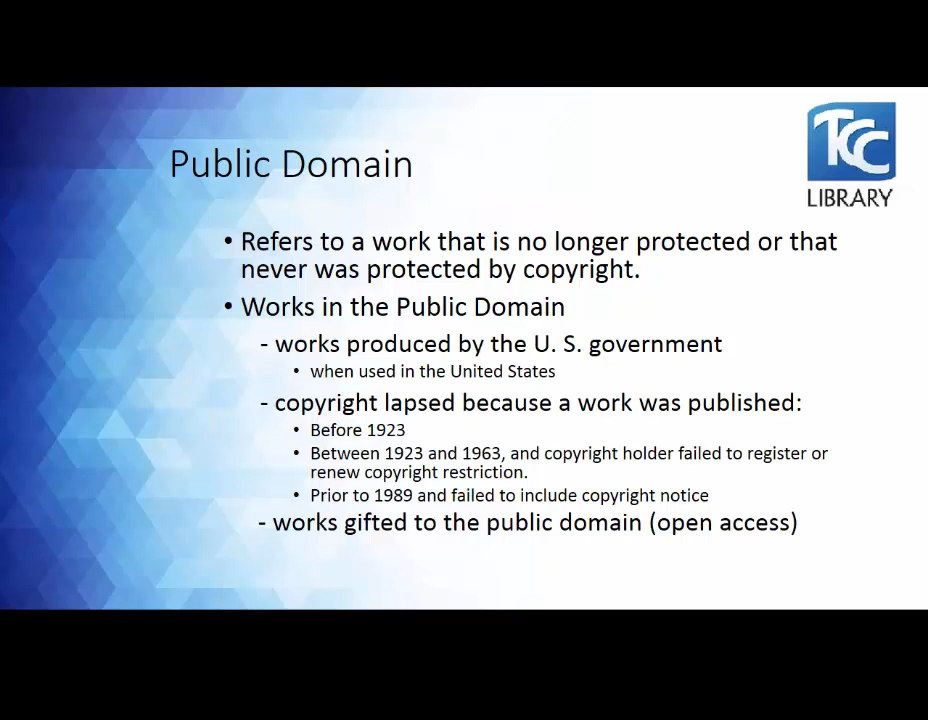 TCC
LIBRARY
Public Domain
• Refers to a work that is no longer protected or that
never was protected by copyright.
• Works in the Public Domain
- works produced by the U. S. government
• when used in the United States
- copyright lapsed because a work was published:
• Before 1923
• Between 1923 and 1963, and copyright holder failed to register or
renew copyright restriction.
• Prior to 1989 and failed to include copyright notice
- works gifted to the public domain (open access)